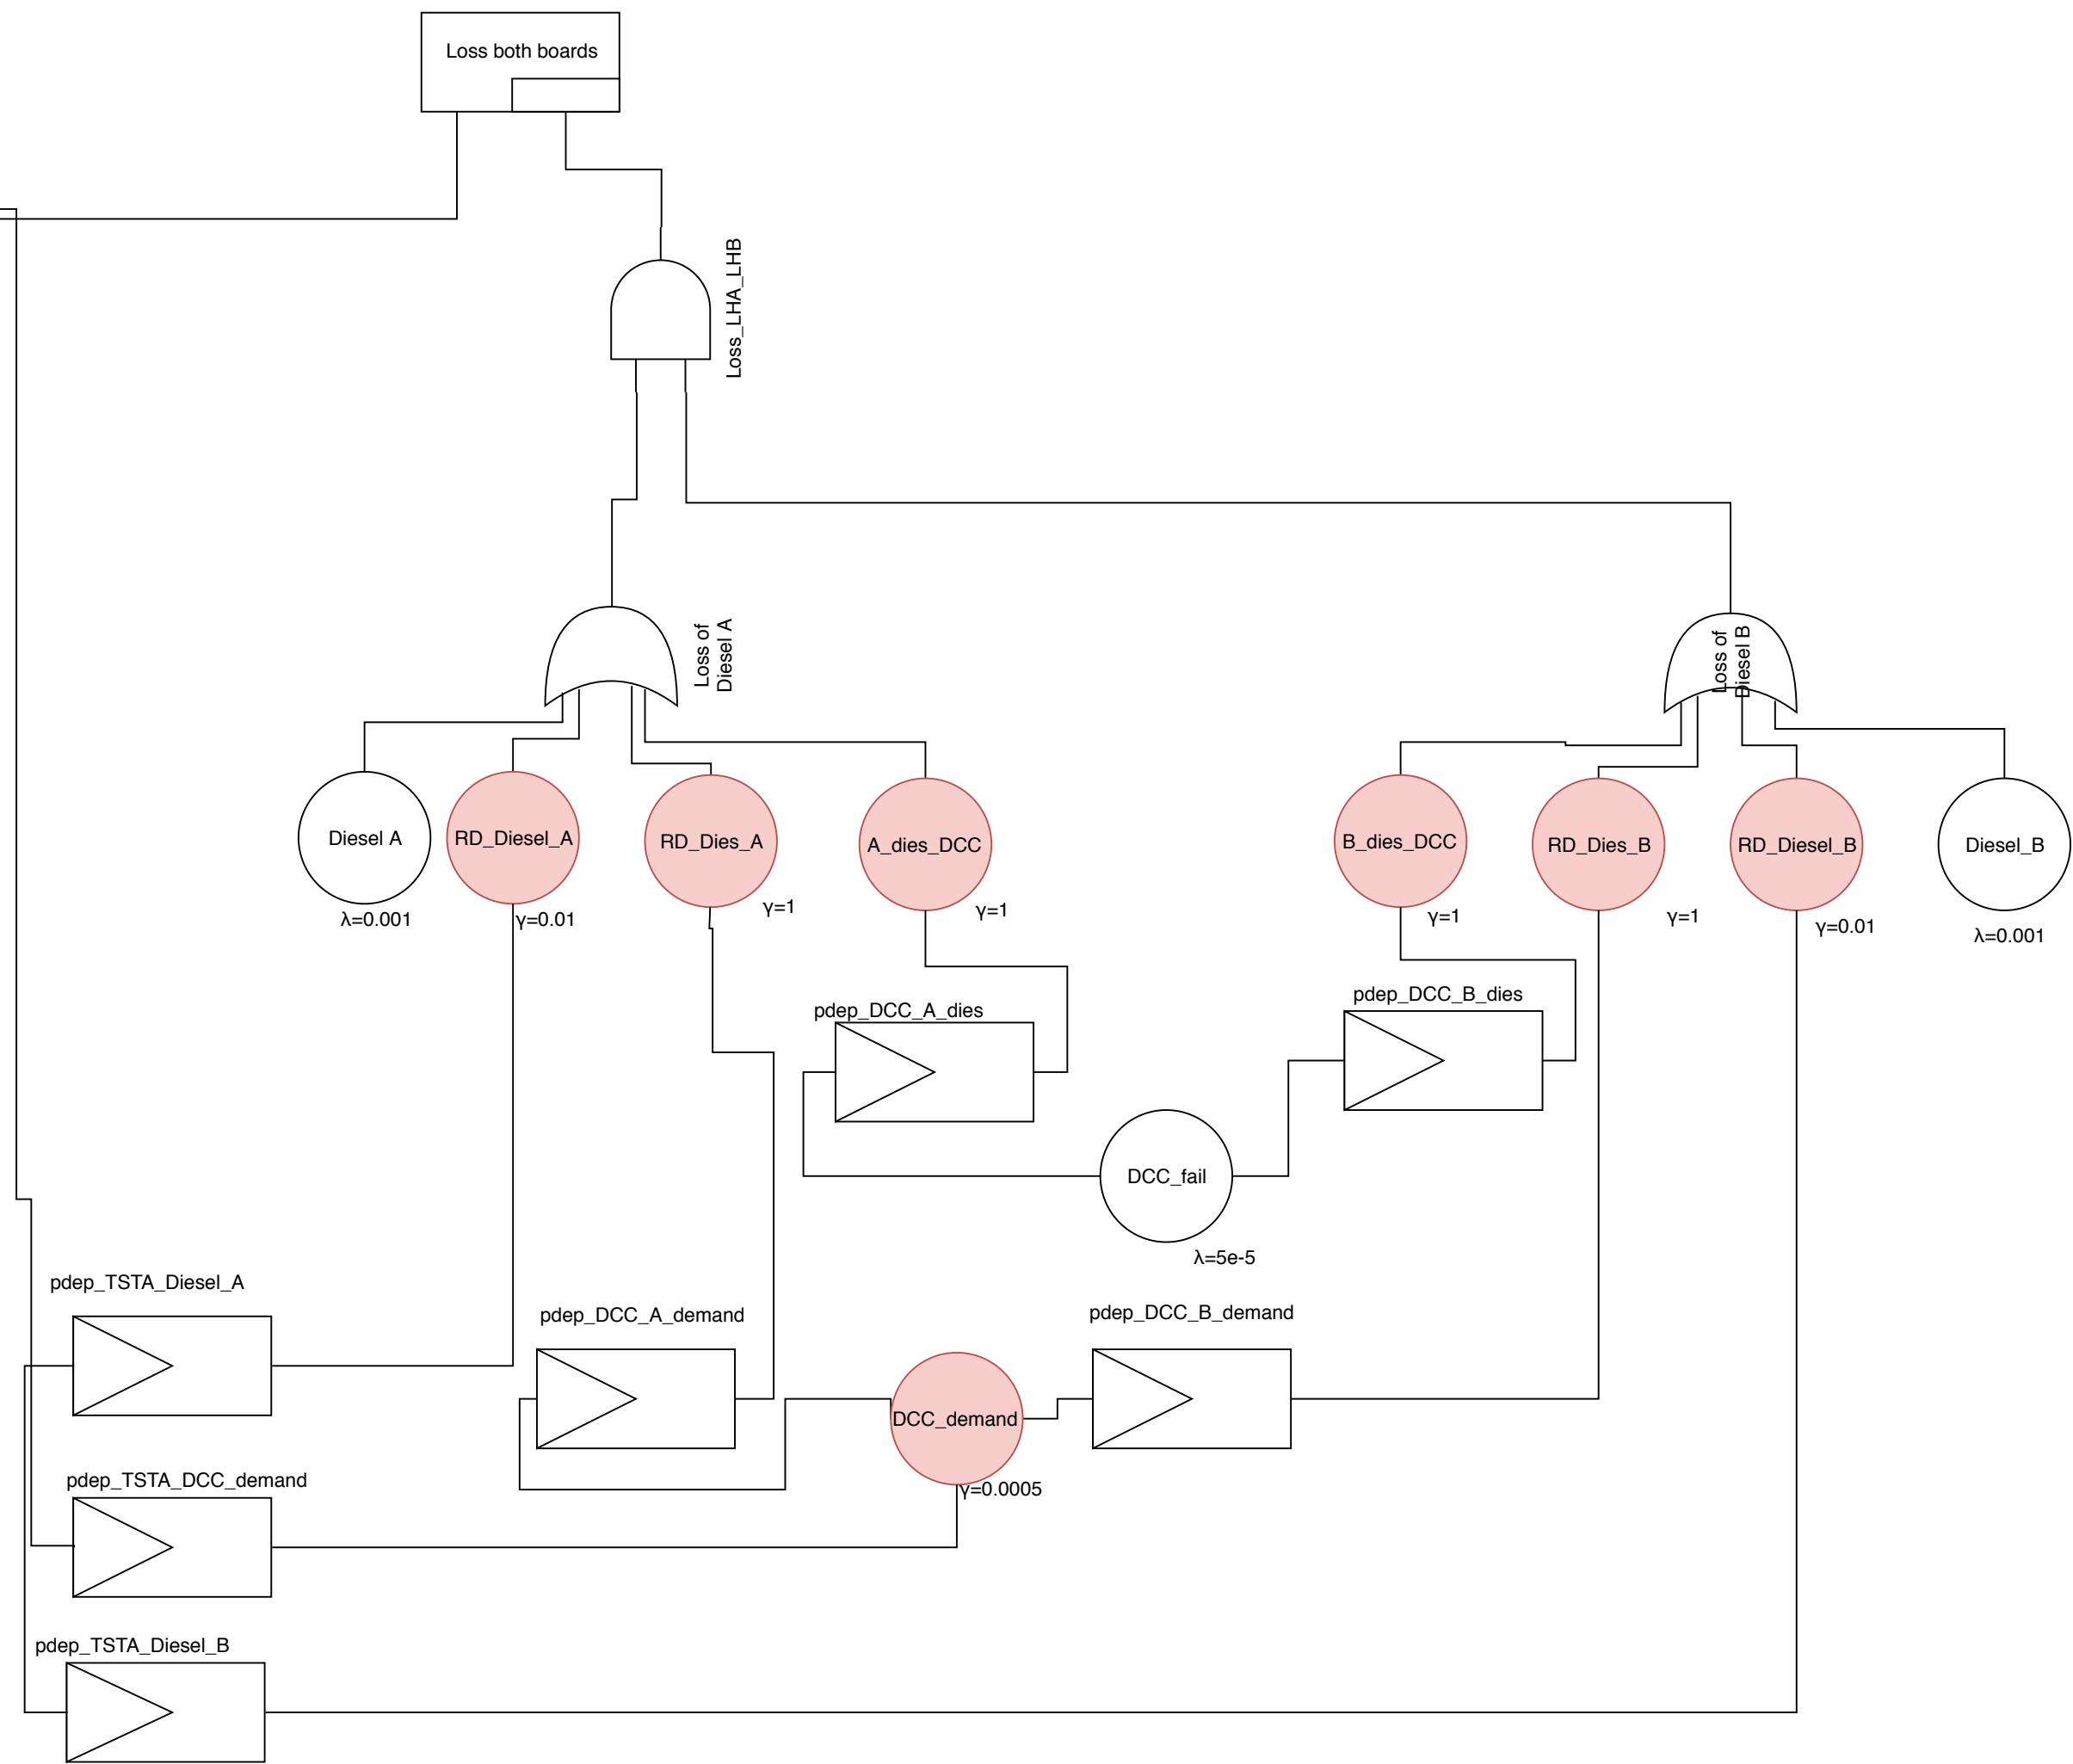 Loss both boards
Loss_LHA_LHB
Loss of
Diesel A
Loss of
Diesel B
Diesel A
RD_Diesel_A
RD_Dies_A
A_dies_DCC
B_dies_DCC
RD_Dies_B
RD_Diesel_B
Diesel_B
λ=0.001
γ=0.01
γ=1
γ=1
γ=1
γ=1
γ=0.01
λ=0.001
pdep_DCC_A_dies
pdep_DCC_B_dies
DCC_fail
λ=5e-5
pdep_TSTA_Diesel_A
pdep_DCC_A_demand
pdep_DCC_B_demand
DCC_demand
γ=0.0005
pdep_TSTA_DCC_demand
pdep_TSTA_Diesel_B